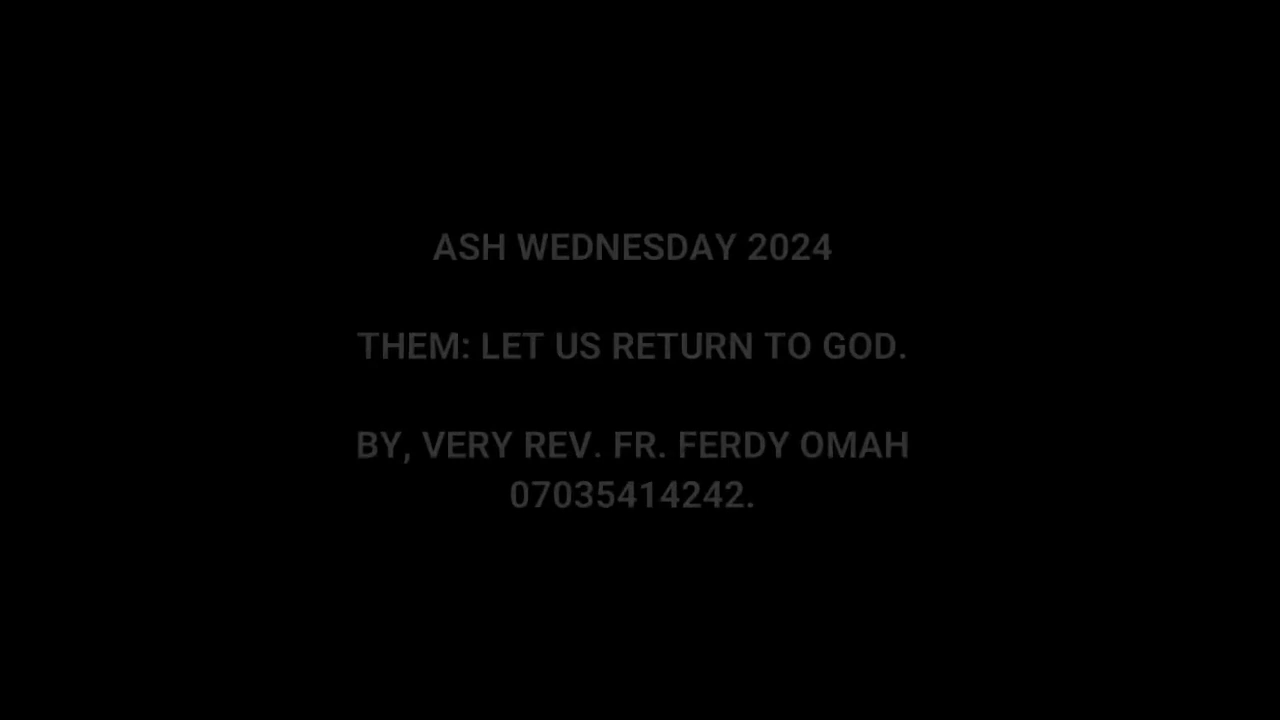 ASH WEDNESDAY 2024
THEM: LET US RETURN TO GOD.
BY, VERY REV. FR. FERDY OMAH
07035414242.